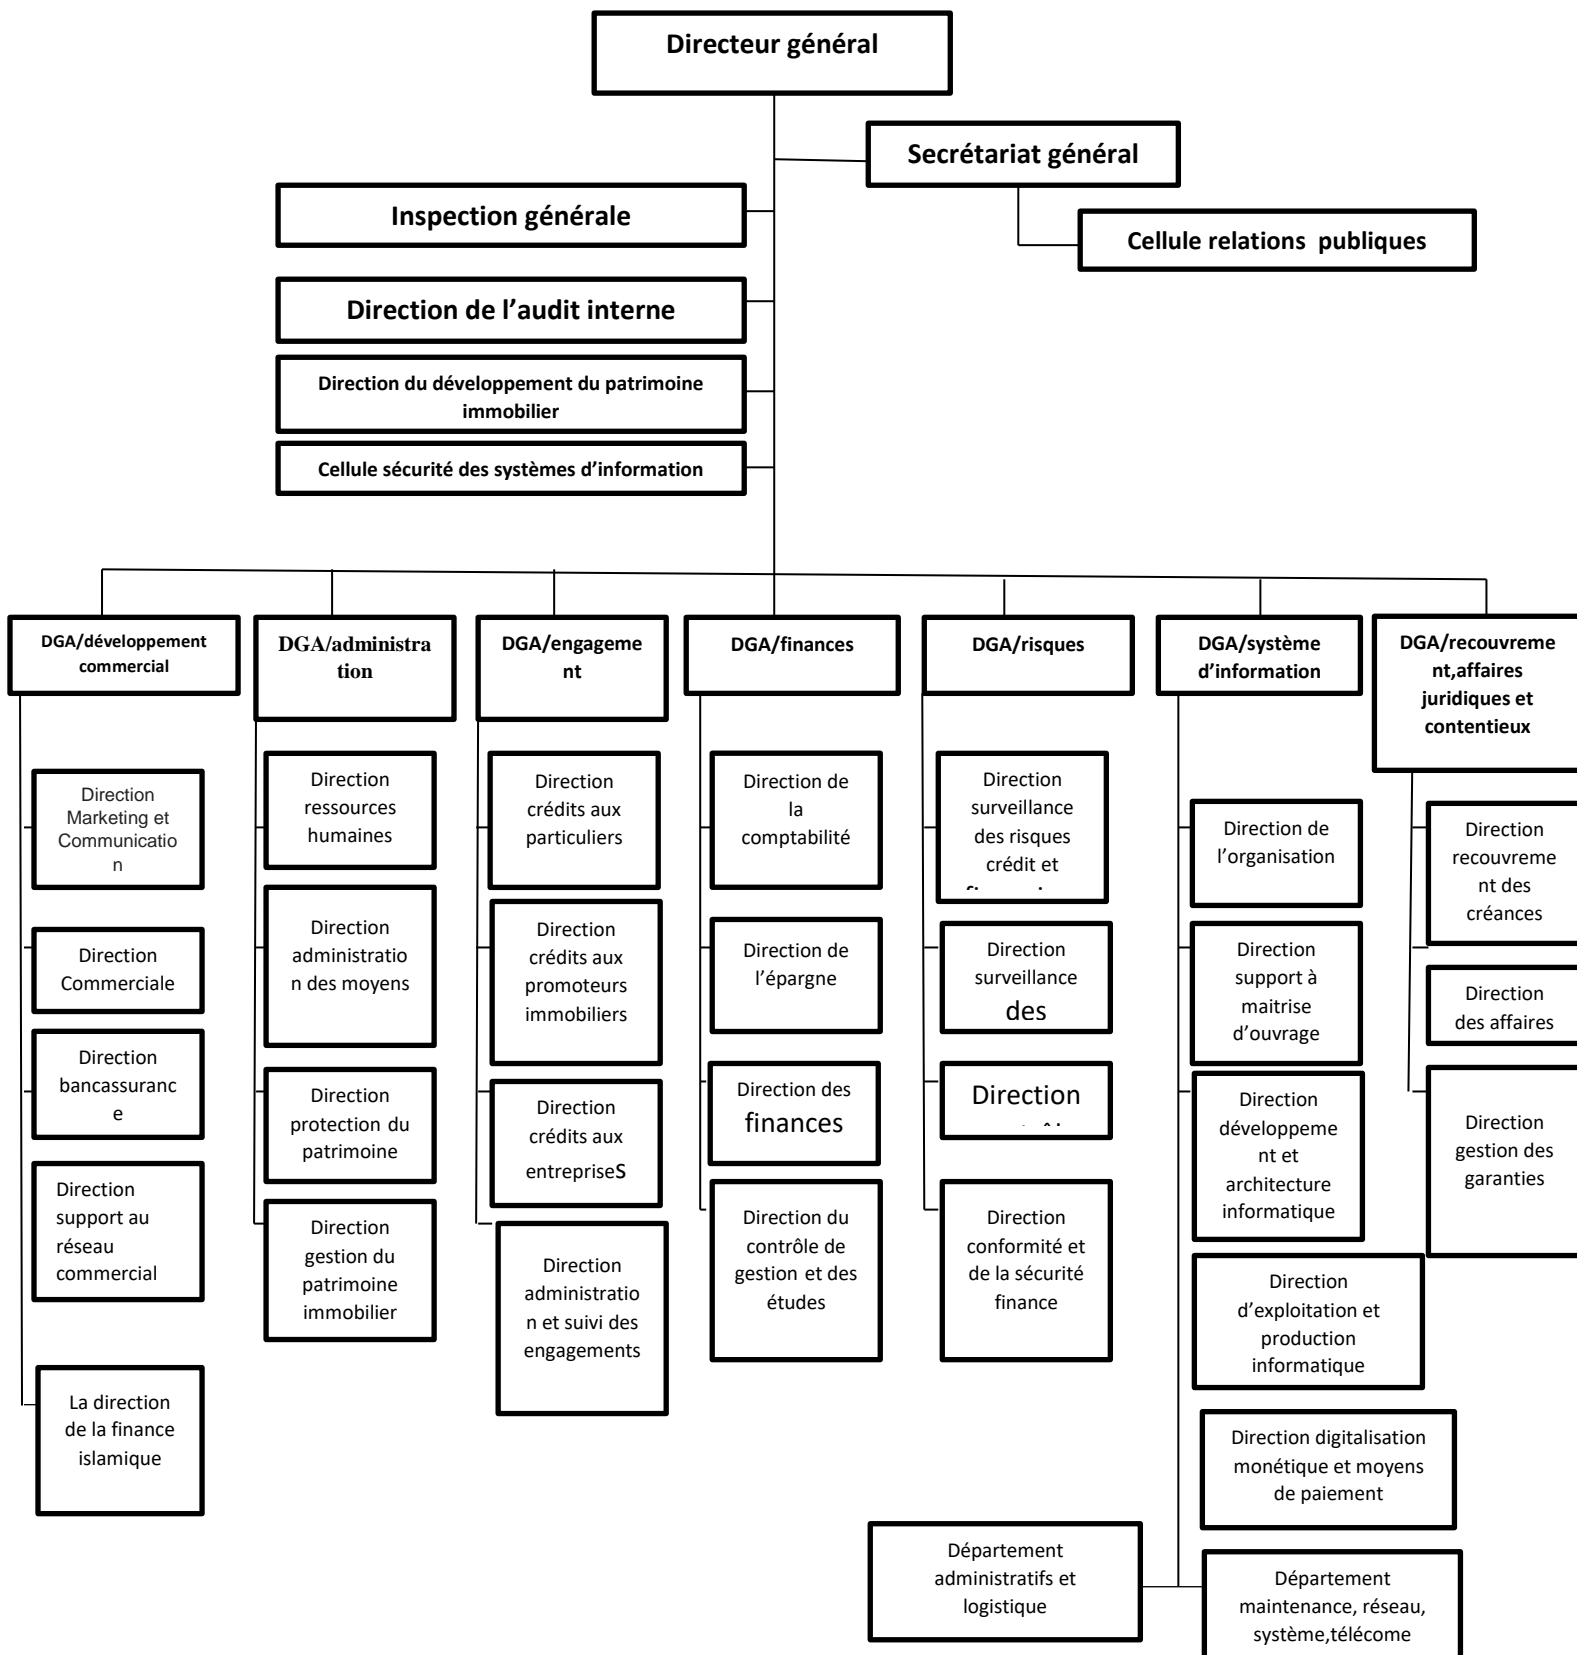 Directeur général
Secrétariat général
Cellule relations publiques
Inspection générale
Direction de l’audit interne
Direction du développement du patrimoine
immobilier
Cellule sécurité des systèmes d’information
DGA/développement
commercial
DGA/administra
tion
DGA/engageme
nt
DGA/finances
DGA/risques
DGA/système
d’information
DGA/recouvreme
nt,affaires
juridiques et
contentieux
Direction
Marketing et
Communicatio
n
Direction
Commerciale
Direction
bancassuranc
e
Direction
support au
réseau
commercial
La direction
de la finance
islamique
Direction
ressources
humaines
Direction
administratio
n des moyens
Direction
protection du
patrimoine
Direction
gestion du
patrimoine
immobilier
Direction
crédits aux
particuliers
Direction
crédits aux
promoteurs
immobiliers
Direction
crédits aux
entrepriseS
Direction
administratio
n et suivi des
engagements
Direction de
la
comptabilité
Direction de
l’épargne
Direction des
finances
Direction du
contrôle de
gestion et des
études
Direction
surveillance
des risques
crédit et
Direction
surveillance
des
Direction
Direction
conformité et
de la sécurité
finance
Direction de
l’organisation
Direction
support à
maitrise
d’ouvrage
Direction
développeme
nt et
architecture
informatique
Direction
d’exploitation et
production
informatique
Direction digitalisation
monétique et moyens
de paiement
Département
administratifs et
logistique
Département
maintenance, réseau,
système,télécome
Direction
recouvreme
nt des
créances
Direction
des affaires
Direction
gestion des
garanties